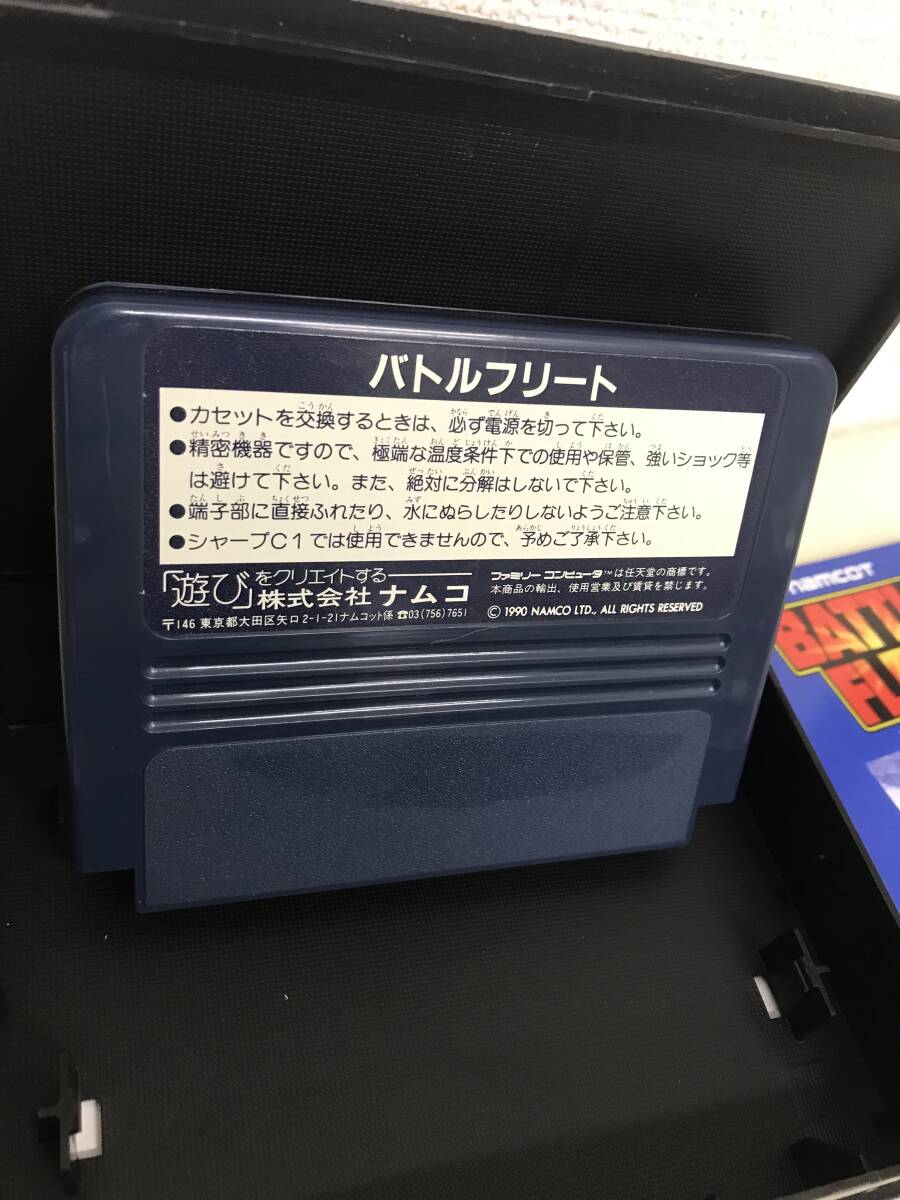 バトルフリート
●カセットを交換するときは、必ず電源を切って下さい。
●精密機器ですので、極端な温度条件下での使用や保管、強いショック等
は避けて下さい。また、絶対に分解はしないで下さい。
●端子部に直接ふれたり、水にぬらしたりしないようご注意下さい。
●シャープC1では使用できませんので、予めご了承下さい。
「遊び」をクリエイトする
株式会社 ナムコ
〒146 東京都大田区矢口2-1-21ナムコット係 ☎03(756)7651
ファミリーコンピュータ™は任天堂の商標です。
本商品の輸出、使用営業及び賃貸を禁じます。
© 1990 NAMCO LTD., ALL RIGHTS RESERVED
namcot